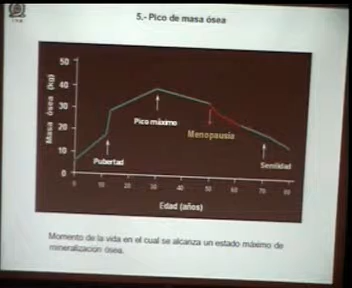 5.- Pico de masa ósea
50
40
30
20
10
0
Masa ósea (kg)
Pico máximo
Menopausia
Pubertad
Senilidad
0 10 20 30 40 50 60 70 80
Edad (años)
Momento de la vida en el cual se alcanza un estado máximo de
mineralización ósea.